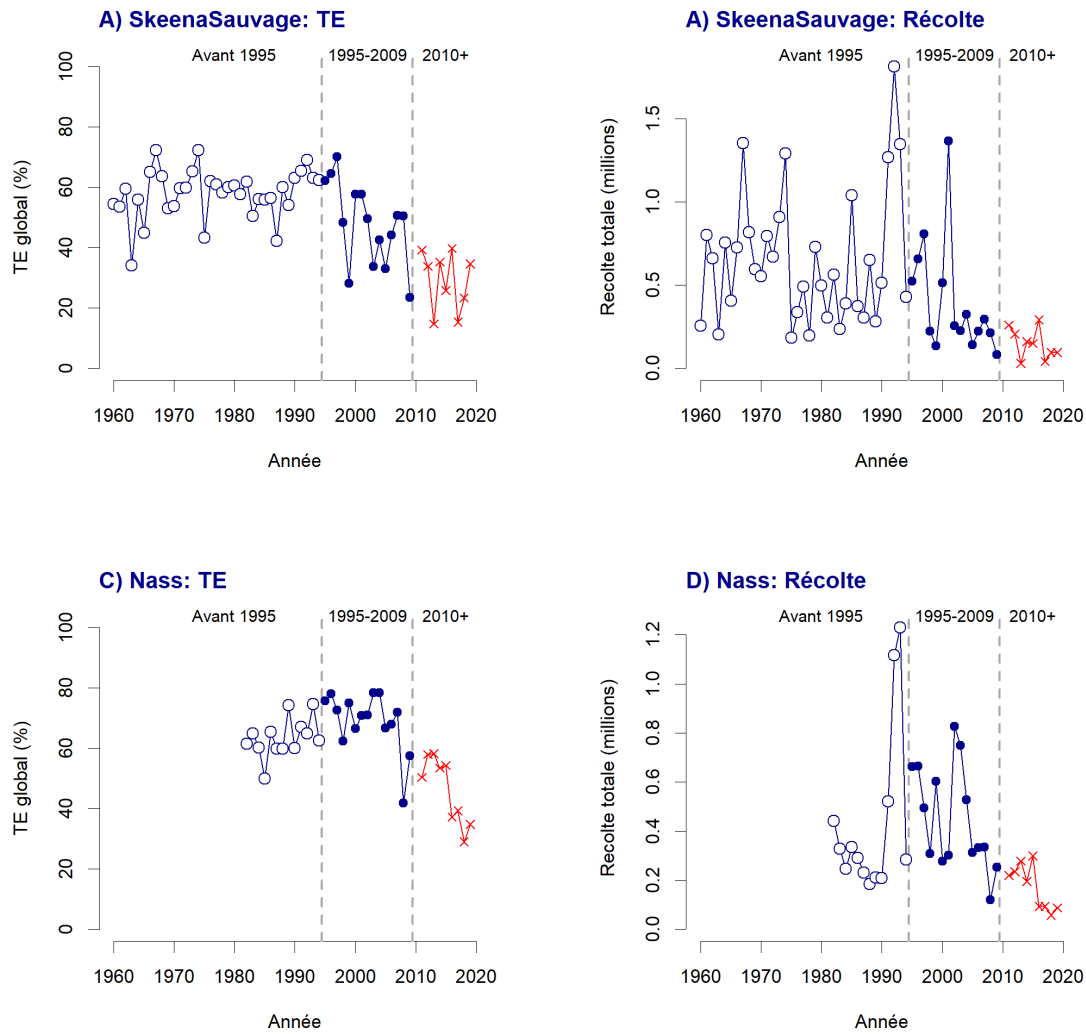 A) SkeenaSauvage: TE
Avant 1995 1995-2009 2010+
TE global (%)
0 20 40 60 80 100
1960 1970 1980 1990 2000 2010 2020
Année
A) SkeenaSauvage: Récolte
Avant 1995 1995-2009 2010+
Recolte totale (millions)
0.0 0.5 1.0 1.5
1960 1970 1980 1990 2000 2010 2020
Année
C) Nass: TE
Avant 1995 1995-2009 2010+
TE global (%)
0 20 40 60 80 100
1960 1970 1980 1990 2000 2010 2020
Année
D) Nass: Récolte
Avant 1995 1995-2009 2010+
Recolte totale (millions)
0.0 0.2 0.4 0.6 0.8 1.0 1.2
1960 1970 1980 1990 2000 2010 2020
Année